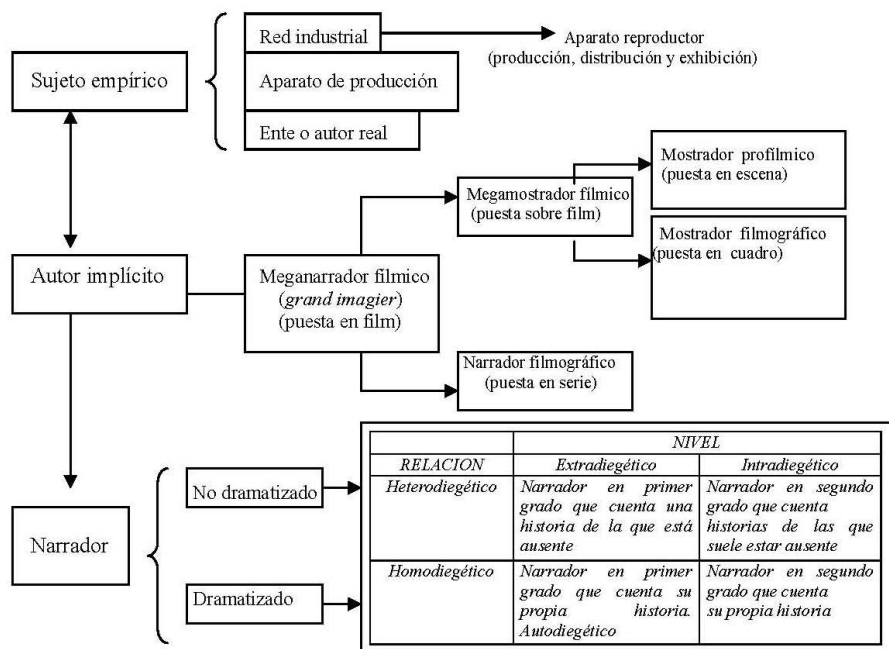 Red industrial
Aparato reproductor
(producción, distribución y exhibición)
Sujeto empírico
Aparato de producción
Ente o autor real
Mostrador profílmico
(puesta en escena)
Megamostrador fílmico
(puesta sobre film)
Mostrador filmográfico
(puesta en cuadro)
Autor implícito
Meganarrador fílmico
(grand imagier)
(puesta en film)
Narrador filmográfico
(puesta en serie)
Narrador
No dramatizado
Dramatizado
NIVEL
RELACION
Extradiegético
Intradiegético
Heterodiegético
Narrador en primer
grado que cuenta una
historia de la que está
ausente
Narrador en segundo
grado que cuenta
historias de las que
suele estar ausente
Homodiegético
Narrador en primer
grado que cuenta su
propia historia.
Autodiegético
Narrador en segundo
grado que cuenta
su propia historia